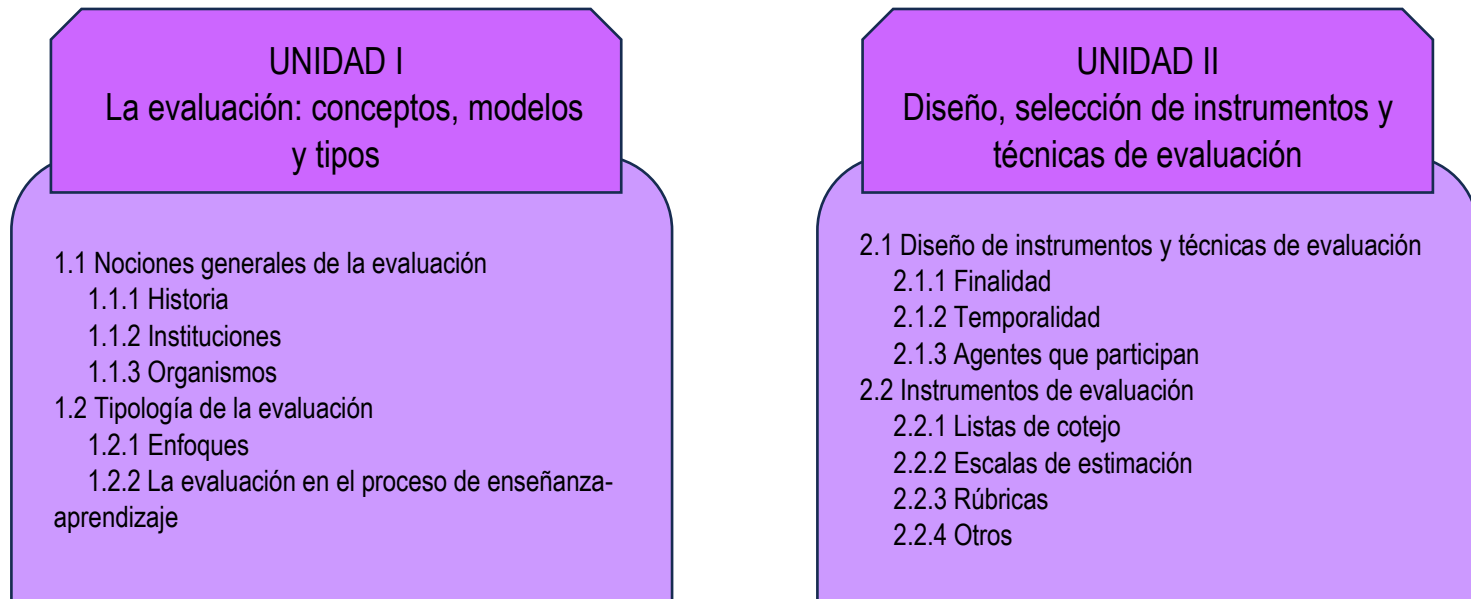 UNIDAD I
La evaluación: conceptos, modelos
y tipos
1.1 Nociones generales de la evaluación
1.1.1 Historia
1.1.2 Instituciones
1.1.3 Organismos
1.2 Tipología de la evaluación
1.2.1 Enfoques
1.2.2 La evaluación en el proceso de enseñanza-
aprendizaje
UNIDAD II
Diseño, selección de instrumentos y
técnicas de evaluación
2.1 Diseño de instrumentos y técnicas de evaluación
2.1.1 Finalidad
2.1.2 Temporalidad
2.1.3 Agentes que participan
2.2 Instrumentos de evaluación
2.2.1 Listas de cotejo
2.2.2 Escalas de estimación
2.2.3 Rúbricas
2.2.4 Otros